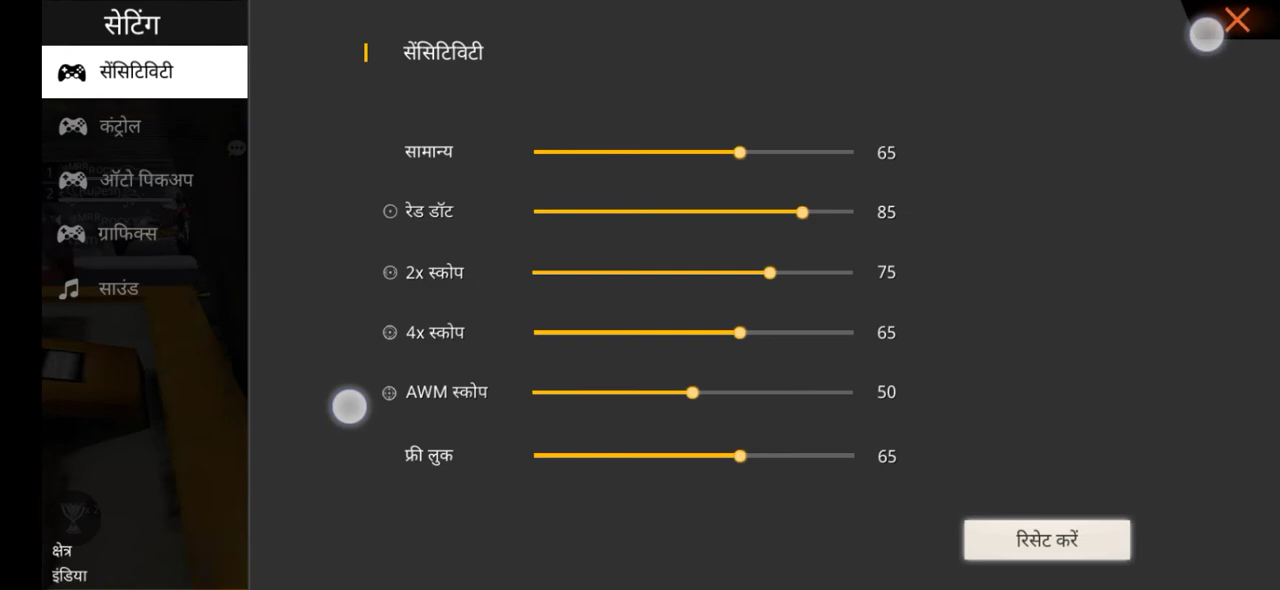 सेटिंग
सेंसिटिविटी
कंट्रोल
ऑटो पिकअप
ग्राफिक्स
साउंड
क्षेत्र
इंडिया
सेंसिटिविटी
सामान्य 65
रेड डॉट 85
2x स्कोप 75
4x स्कोप 65
AWM स्कोप 50
फ्री लुक 65
रिसेट करें